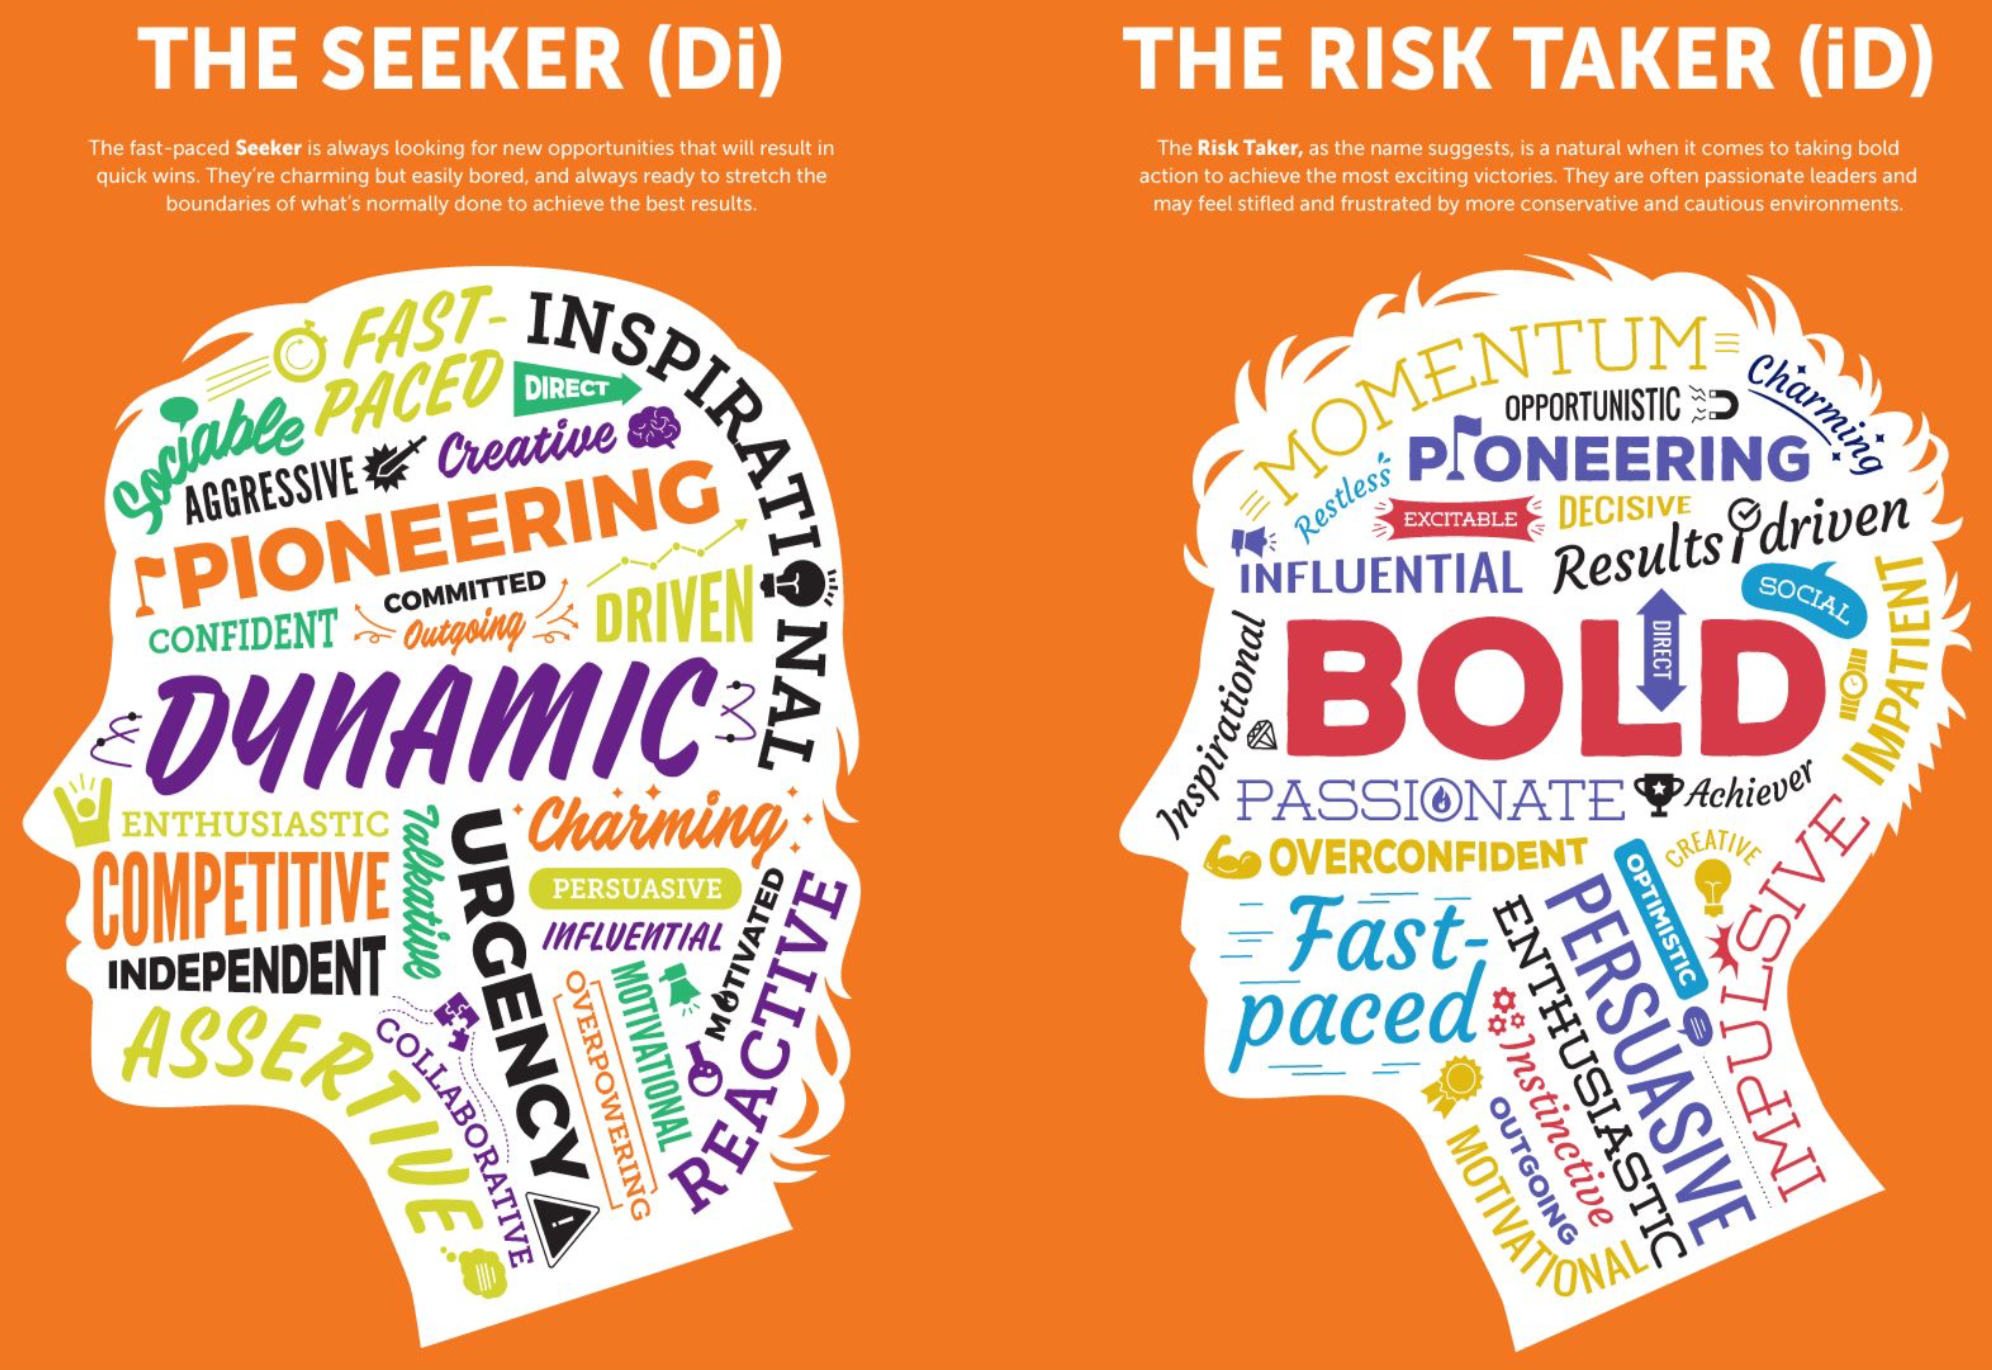 THE SEEKER (Di)
The fast-paced Seeker is always looking for new opportunities that will result in
quick wins. They're charming but easily bored, and always ready to stretch the
boundaries of what's normally done to achieve the best results.
FAST-
PACED
INSPIRATIONAL
DIRECT
Sociable
Creative
AGGRESSIVE
PIONEERING
COMMITTED
CONFIDENT
Outgoing
DRIVEN
DYNAMIC
ENTHUSIASTIC
Talkative
URGENCY
Charming
COMPETITIVE
PERSUASIVE
INFLUENTIAL
MOTIVATED
REACTIVE
INDEPENDENT
ASSERTIVE
COLLABORATIVE
OVERPOWERING
MOTIVATIONAL
THE RISK TAKER (iD)
The Risk Taker, as the name suggests, is a natural when it comes to taking bold
action to achieve the most exciting victories. They are often passionate leaders and
may feel stifled and frustrated by more conservative and cautious environments.
MOMENTUM
OPPORTUNISTIC
Charming
PIONEERING
Restless
EXCITABLE
DECISIVE
Results driven
INFLUENTIAL
SOCIAL
IMPATIENT
Inspirational
BOLD
DIRECT
PASSIONATE
Achiever
OVERCONFIDENT
OPTIMISTIC
CREATIVE
IMPULSIVE
Fast-
paced
ENTHUSIASTIC
PERSUASIVE
Instinctive
OUTGOING
MOTIVATIONAL